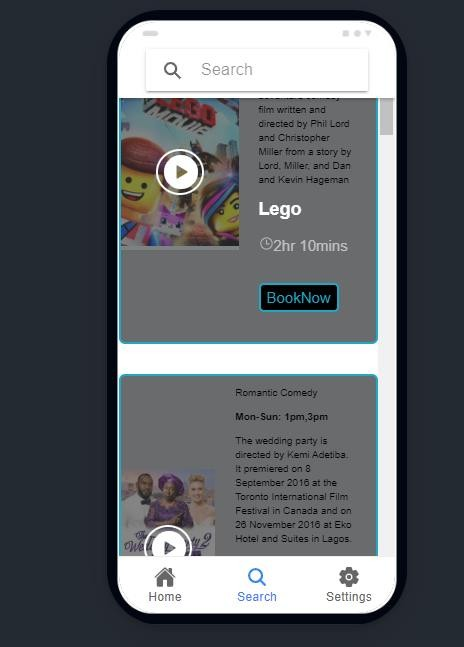 Search
film written and
directed by Phil Lord
and Christopher
Miller from a story by
Lord, Miller, and Dan
and Kevin Hageman
LEGO
MOVIE
Lego
2hr 10mins
BookNow
Romantic Comedy
Mon-Sun: 1pm,3pm
The wedding party is
directed by Kemi Adetiba.
It premiered on 8
September 2016 at the
Toronto International Film
Festival in Canada and on
26 November 2016 at Eko
Hotel and Suites in Lagos.
Home
Search
Settings